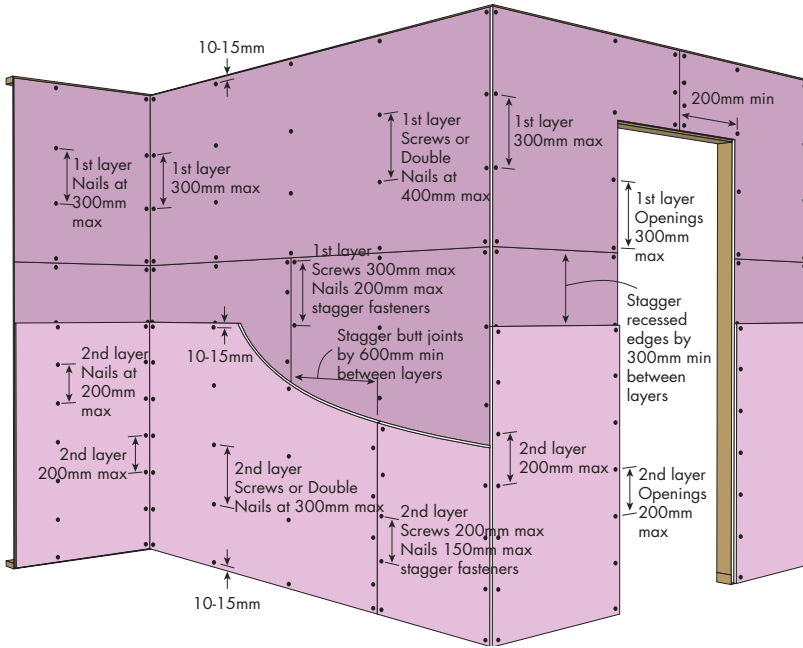 10-15mm
200mm min
1st layer
Nails at
300mm
max
1st layer
300mm max
1st layer
Screws or
Double
Nails at
400mm max
1st layer
300mm max
1st layer
Openings
300mm
max
1st layer
Screws 300mm max
Nails 200mm max
stagger fasteners
Stagger
recessed
edges by
300mm min
between
layers
10-15mm
Stagger butt joints
by 600mm min
between layers
2nd layer
Nails at
200mm
max
2nd layer
200mm max
2nd layer
Screws or Double
Nails at 300mm max
2nd layer
200mm max
2nd layer
Openings
200mm
max
2nd layer
Screws 200mm max
Nails 150mm max
stagger fasteners
10-15mm